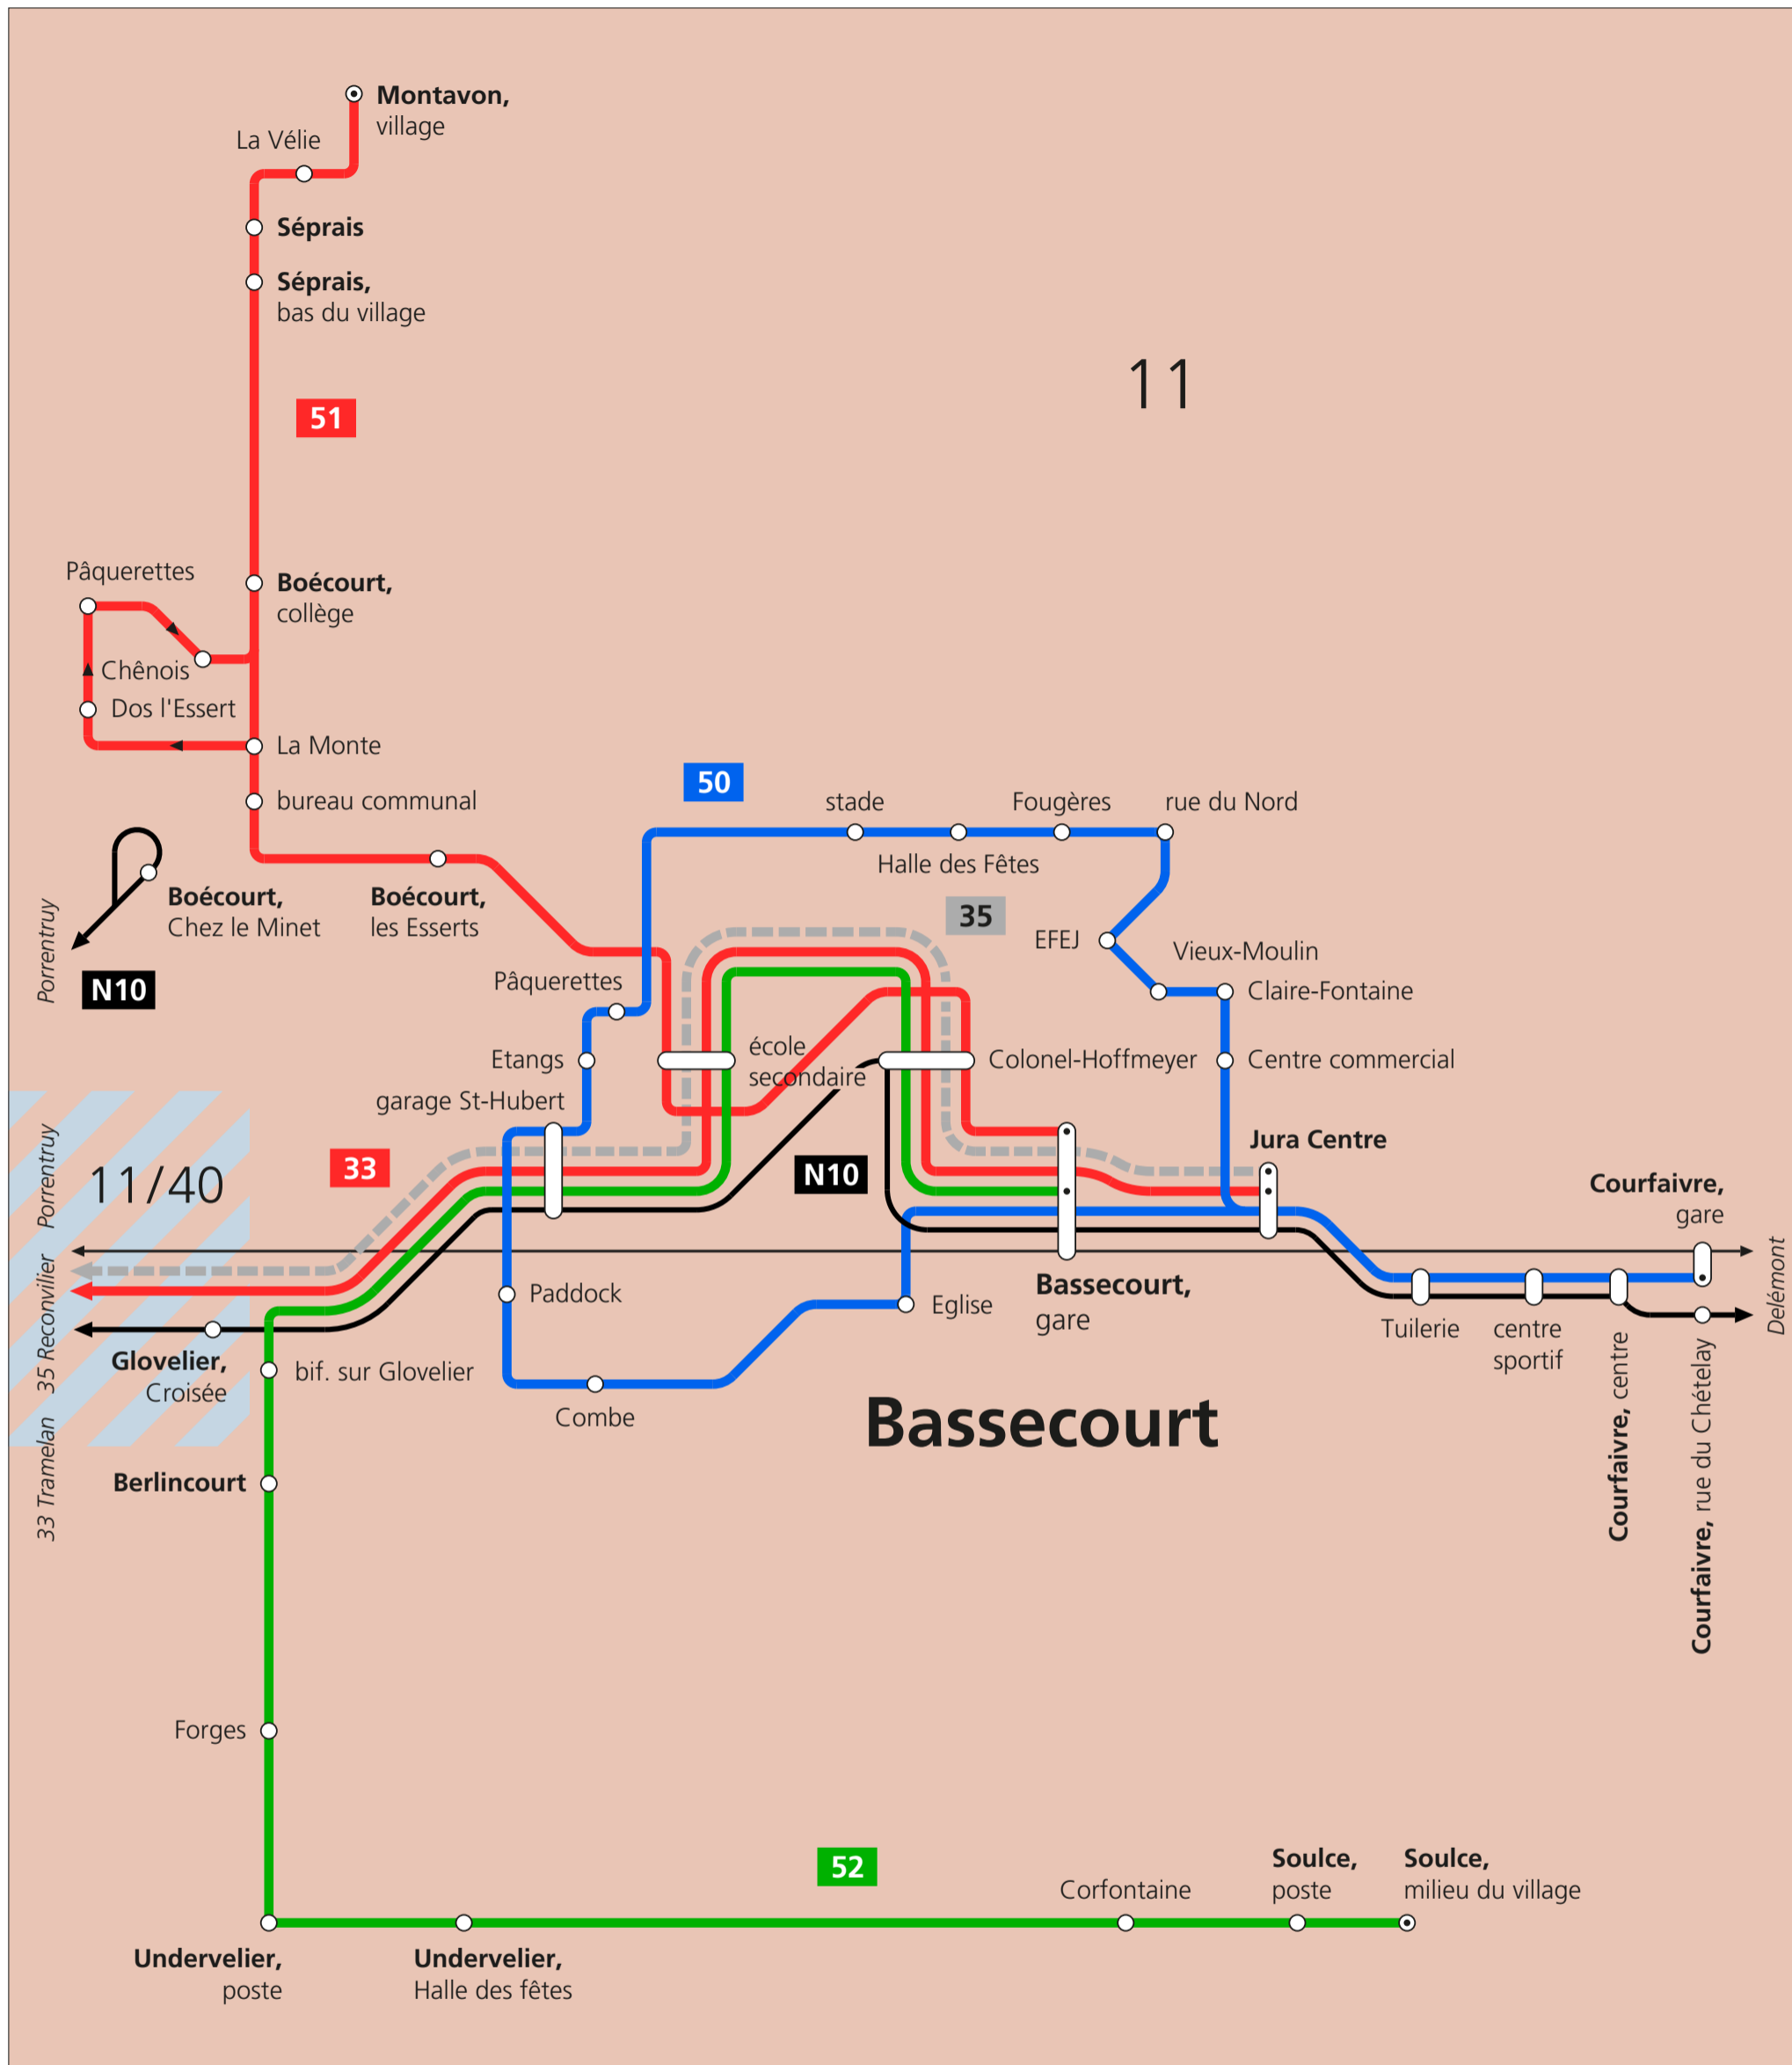 Montavon,
village
La Vélie
Séprais
Séprais,
bas du village
11
51
Pâquerettes
Boécourt,
collège
Chênois
Dos l'Essert
La Monte
bureau communal
50
stade
Fougères
rue du Nord
Halle des Fêtes
Boécourt,
Chez le Minet
Boécourt,
les Esserts
35
EFEJ
Vieux-Moulin
Porrentruy
N10
Pâquerettes
Claire-Fontaine
Etangs
école
secondaire
Colonel-Hoffmeyer
Centre commercial
garage St-Hubert
Jura Centre
33
N10
11/40
Porrentruy
Courfaivre,
gare
35 Reconvilier
Paddock
Eglise
Bassecourt,
gare
Delémont
Tuilerie
centre
sportif
Glovelier,
Croisée
bif. sur Glovelier
Combe
Bassecourt
33 Tramelan
Courfaivre, centre
Courfaivre, rue du Chételay
Berlincourt
Forges
52
Corfontaine
Soulce,
poste
Soulce,
milieu du village
Undervelier,
poste
Undervelier,
Halle des fêtes